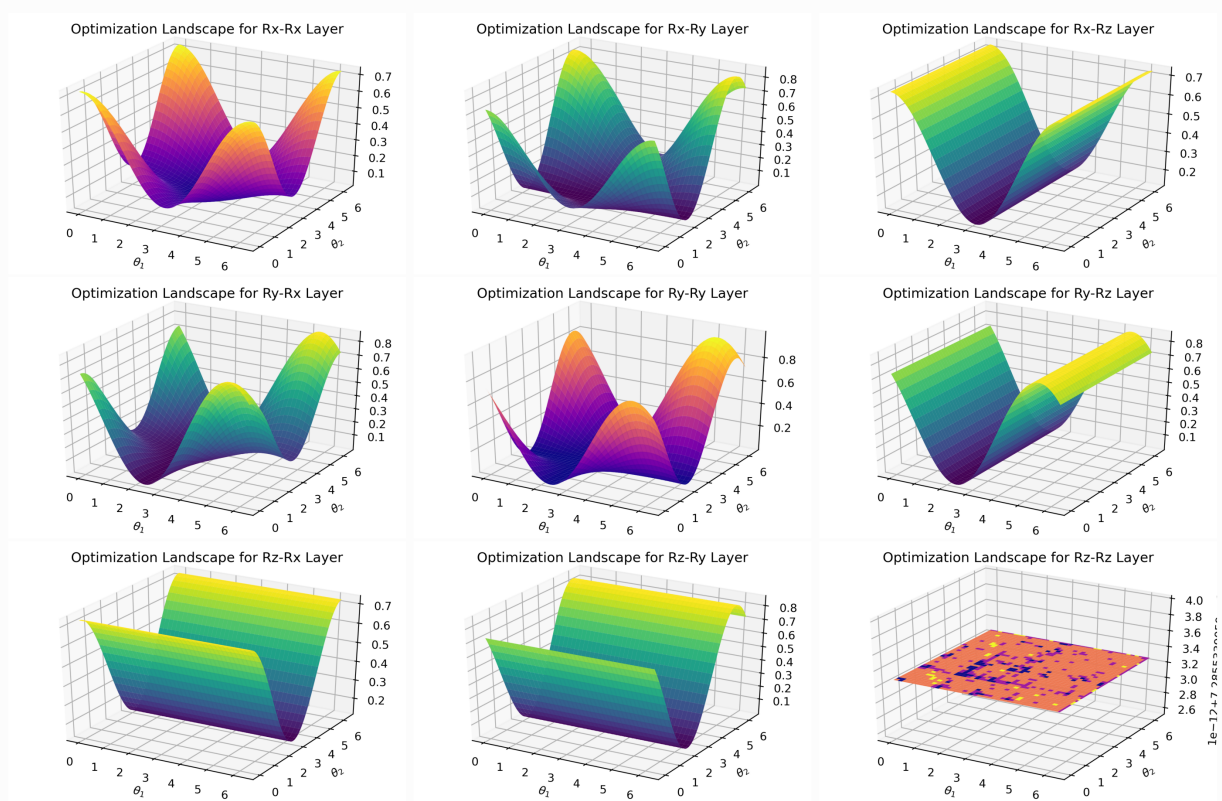 Optimization Landscape for Rx-Rx Layer
0.7
0.6
0.5
0.4
0.3
0.2
0.1
0 1 2 3 4 5 6
θ1
0 1 2 3 4 5 6
θ2
Optimization Landscape for Rx-Ry Layer
0.8
0.7
0.6
0.5
0.4
0.3
0.2
0.1
0 1 2 3 4 5 6
θ1
0 1 2 3 4 5 6
θ2
Optimization Landscape for Rx-Rz Layer
0.7
0.6
0.5
0.4
0.3
0.2
0 1 2 3 4 5 6
θ1
0 1 2 3 4 5 6
θ2
Optimization Landscape for Ry-Rx Layer
0.8
0.7
0.6
0.5
0.4
0.3
0.2
0.1
0 1 2 3 4 5 6
θ1
0 1 2 3 4 5 6
θ2
Optimization Landscape for Ry-Ry Layer
0.8
0.6
0.4
0.2
0 1 2 3 4 5 6
θ1
0 1 2 3 4 5 6
θ2
Optimization Landscape for Ry-Rz Layer
0.8
0.7
0.6
0.5
0.4
0.3
0.2
0.1
0 1 2 3 4 5 6
θ1
0 1 2 3 4 5 6
θ2
Optimization Landscape for Rz-Rx Layer
0.7
0.6
0.5
0.4
0.3
0.2
0 1 2 3 4 5 6
θ1
0 1 2 3 4 5 6
θ2
Optimization Landscape for Rz-Ry Layer
0.8
0.7
0.6
0.5
0.4
0.3
0.2
0.1
0 1 2 3 4 5 6
θ1
0 1 2 3 4 5 6
θ2
Optimization Landscape for Rz-Rz Layer
4.0
3.8
3.6
3.4
3.2
3.0
2.8
2.6
0 1 2 3 4 5 6
θ1
0 1 2 3 4 5 6
θ2